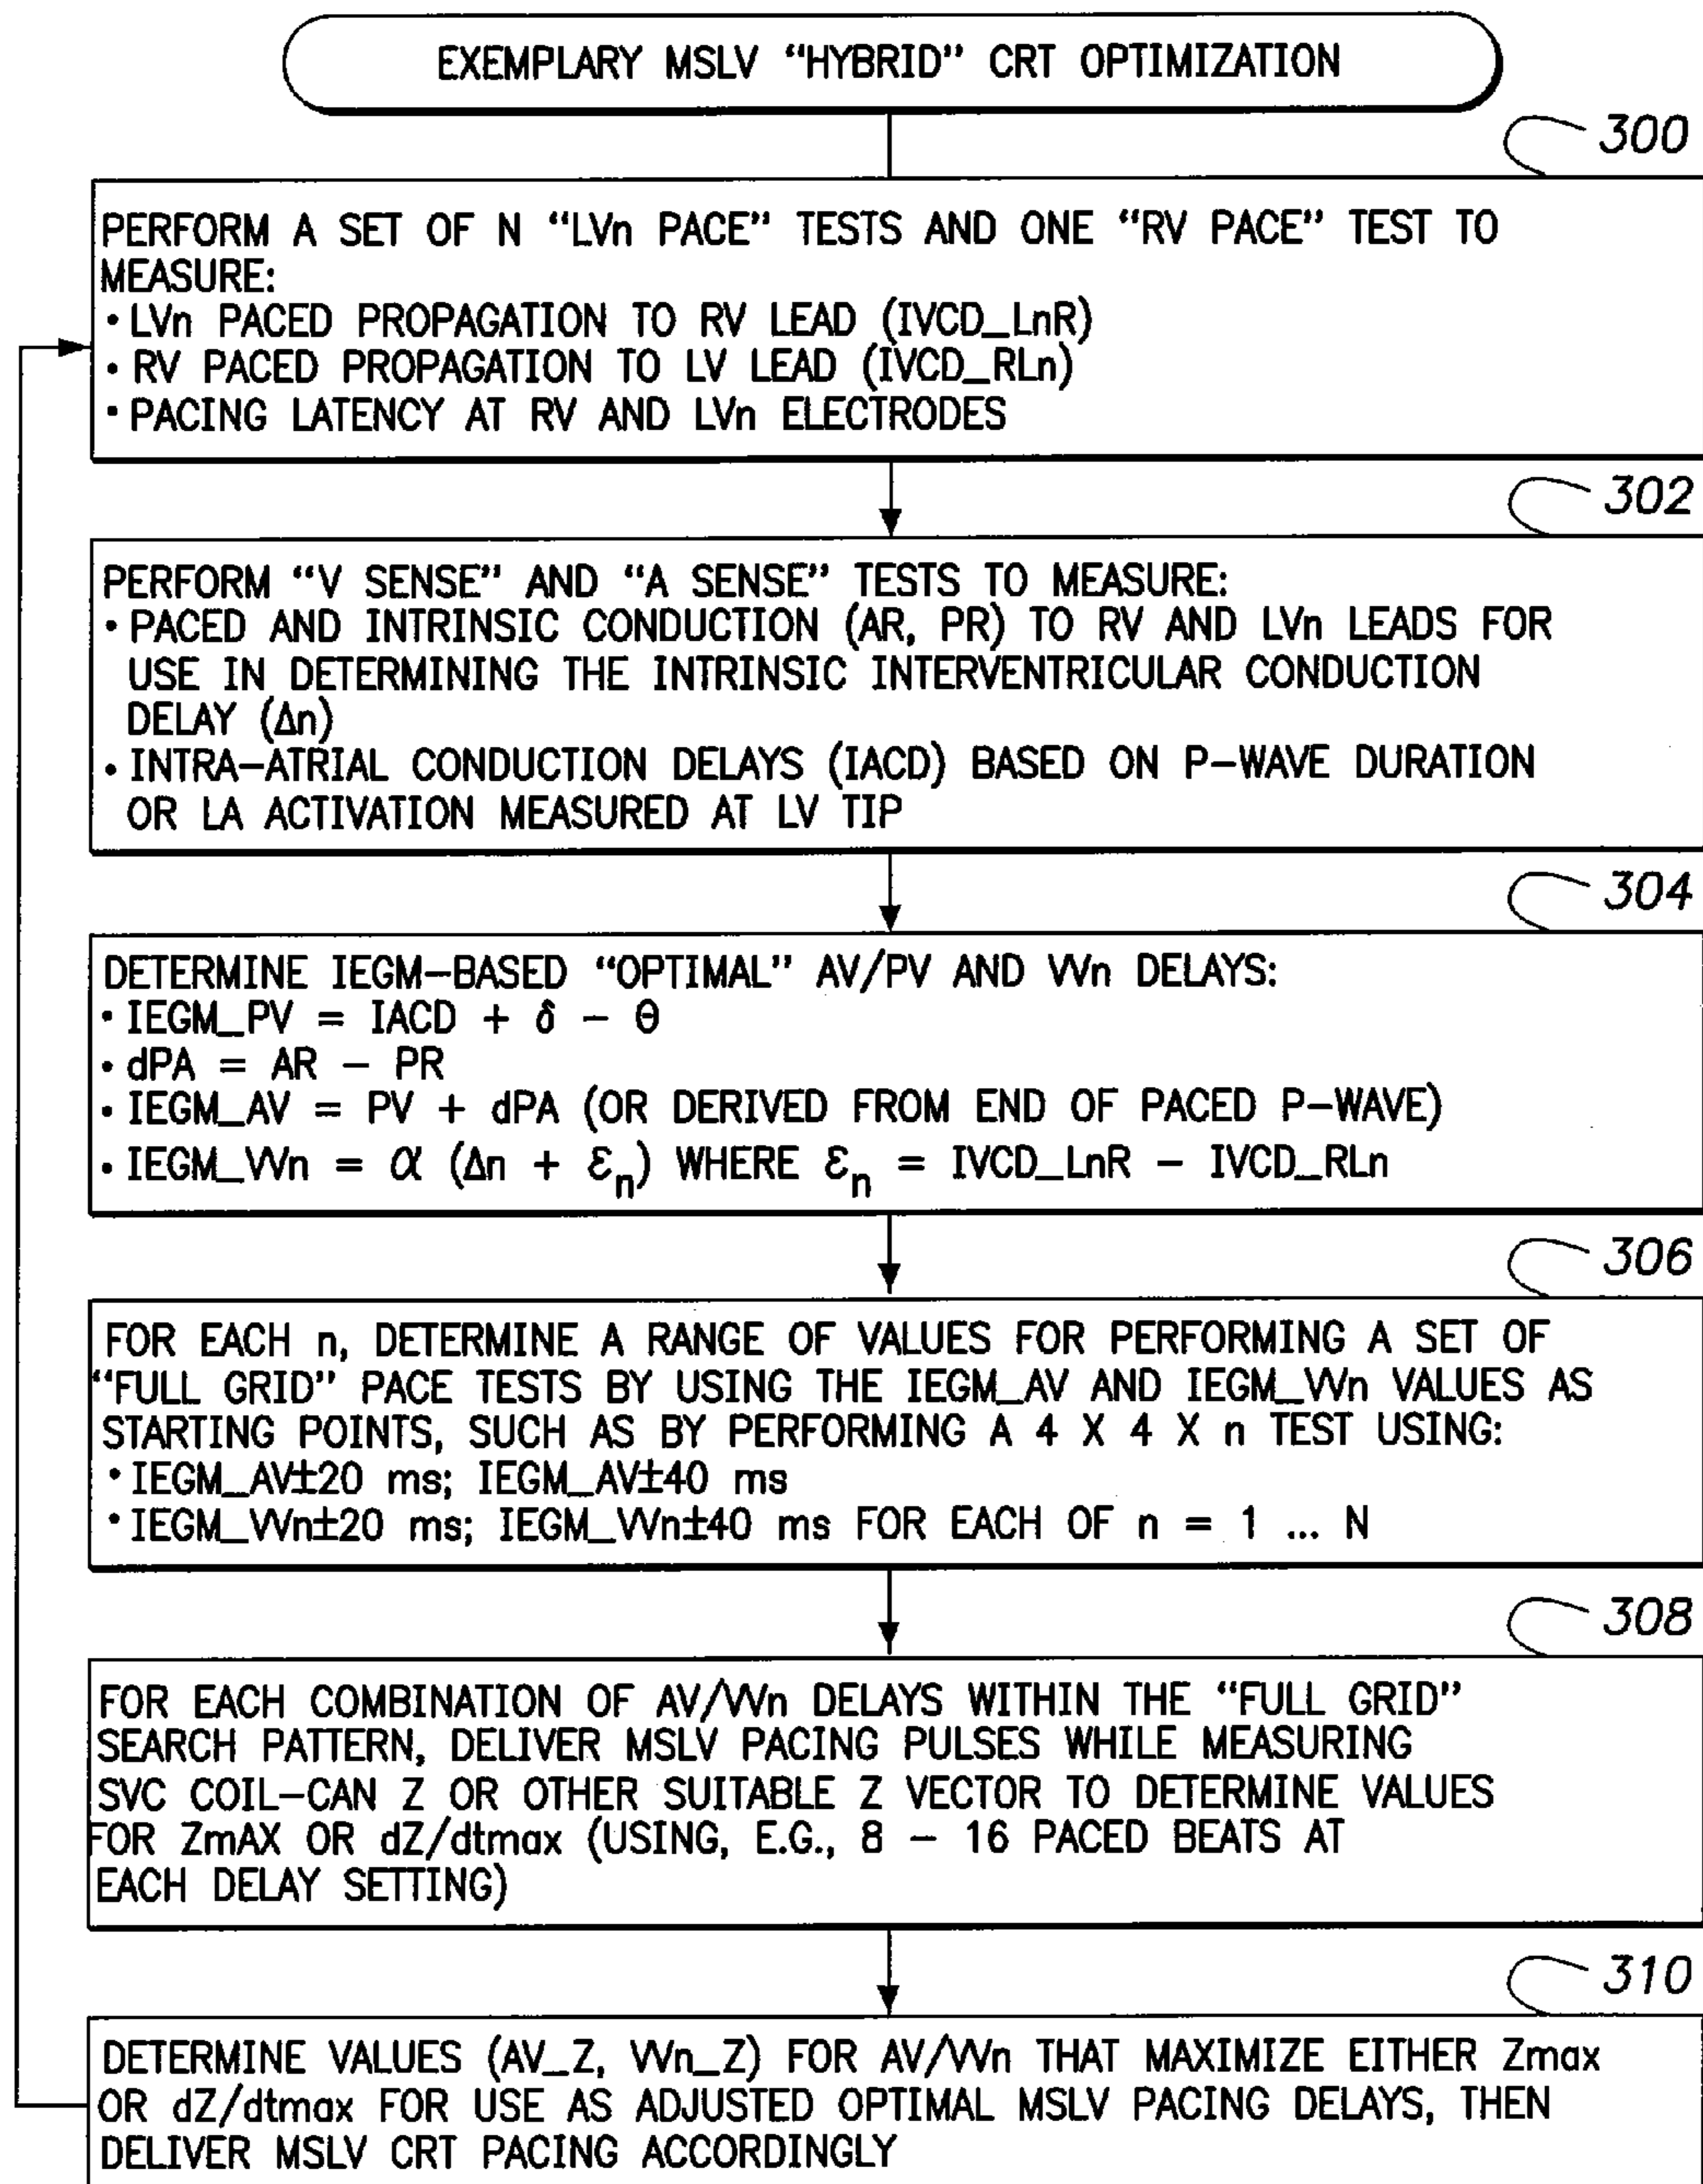 EXEMPLARY MSLV “HYBRID” CRT OPTIMIZATION
300
PERFORM A SET OF N “LVn PACE” TESTS AND ONE “RV PACE” TEST TO
MEASURE:
• LVn PACED PROPAGATION TO RV LEAD (IVCD_LnR)
• RV PACED PROPAGATION TO LV LEAD (IVCD_RLn)
• PACING LATENCY AT RV AND LVn ELECTRODES
302
PERFORM “V SENSE” AND “A SENSE” TESTS TO MEASURE:
• PACED AND INTRINSIC CONDUCTION (AR, PR) TO RV AND LVn LEADS FOR
USE IN DETERMINING THE INTRINSIC INTERVENTRICULAR CONDUCTION
DELAY (Δn)
• INTRA-ATRIAL CONDUCTION DELAYS (IACD) BASED ON P-WAVE DURATION
OR LA ACTIVATION MEASURED AT LV TIP
304
DETERMINE IEGM-BASED “OPTIMAL” AV/PV AND VVn DELAYS:
• IEGM_PV = IACD + δ - θ
• dPA = AR - PR
• IEGM_AV = PV + dPA (OR DERIVED FROM END OF PACED P-WAVE)
• IEGM_VVn = α (Δn + εn) WHERE εn = IVCD_LnR - IVCD_RLn
306
FOR EACH n, DETERMINE A RANGE OF VALUES FOR PERFORMING A SET OF
“FULL GRID” PACE TESTS BY USING THE IEGM_AV AND IEGM_VVn VALUES AS
STARTING POINTS, SUCH AS BY PERFORMING A 4 X 4 X n TEST USING:
• IEGM_AV±20 ms; IEGM_AV±40 ms
• IEGM_VVn±20 ms; IEGM_VVn±40 ms FOR EACH OF n = 1 ... N
308
FOR EACH COMBINATION OF AV/VVn DELAYS WITHIN THE “FULL GRID”
SEARCH PATTERN, DELIVER MSLV PACING PULSES WHILE MEASURING
SVC COIL-CAN Z OR OTHER SUITABLE Z VECTOR TO DETERMINE VALUES
FOR ZmAX OR dZ/dtmax (USING, E.G., 8 - 16 PACED BEATS AT
EACH DELAY SETTING)
310
DETERMINE VALUES (AV_Z, VVn_Z) FOR AV/VVn THAT MAXIMIZE EITHER Zmax
OR dZ/dtmax FOR USE AS ADJUSTED OPTIMAL MSLV PACING DELAYS, THEN
DELIVER MSLV CRT PACING ACCORDINGLY